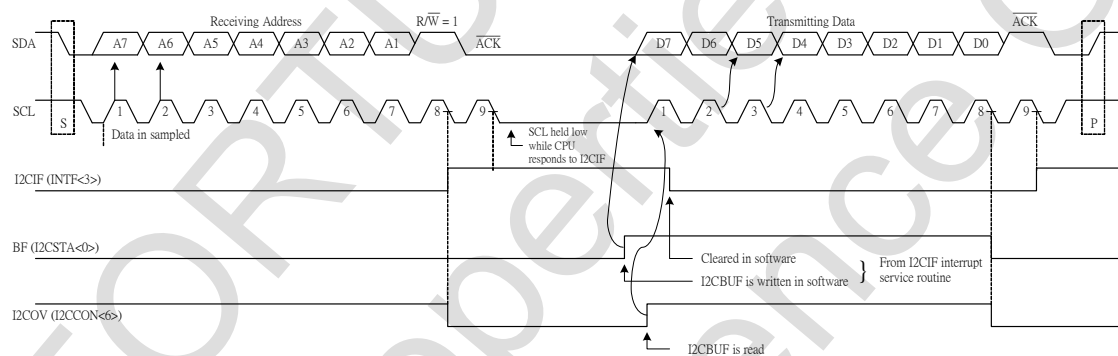 Receiving Address
R/W = 1
Transmitting Data
ACK
SDA
A7 A6 A5 A4 A3 A2 A1
ACK
D7 D6 D5 D4 D3 D2 D1 D0
SCL
S
1 2 3 4 5 6 7 8 9
1 2 3 4 5 6 7 8 9
P
Data in sampled
SCL held low
while CPU
responds to I2CIF
I2CIF (INTF<3>)
BF (I2CSTA<0>)
Cleared in software
I2CBUF is written in software
} From I2CIF interrupt
service routine
I2COV (I2CCON<6>)
I2CBUF is read